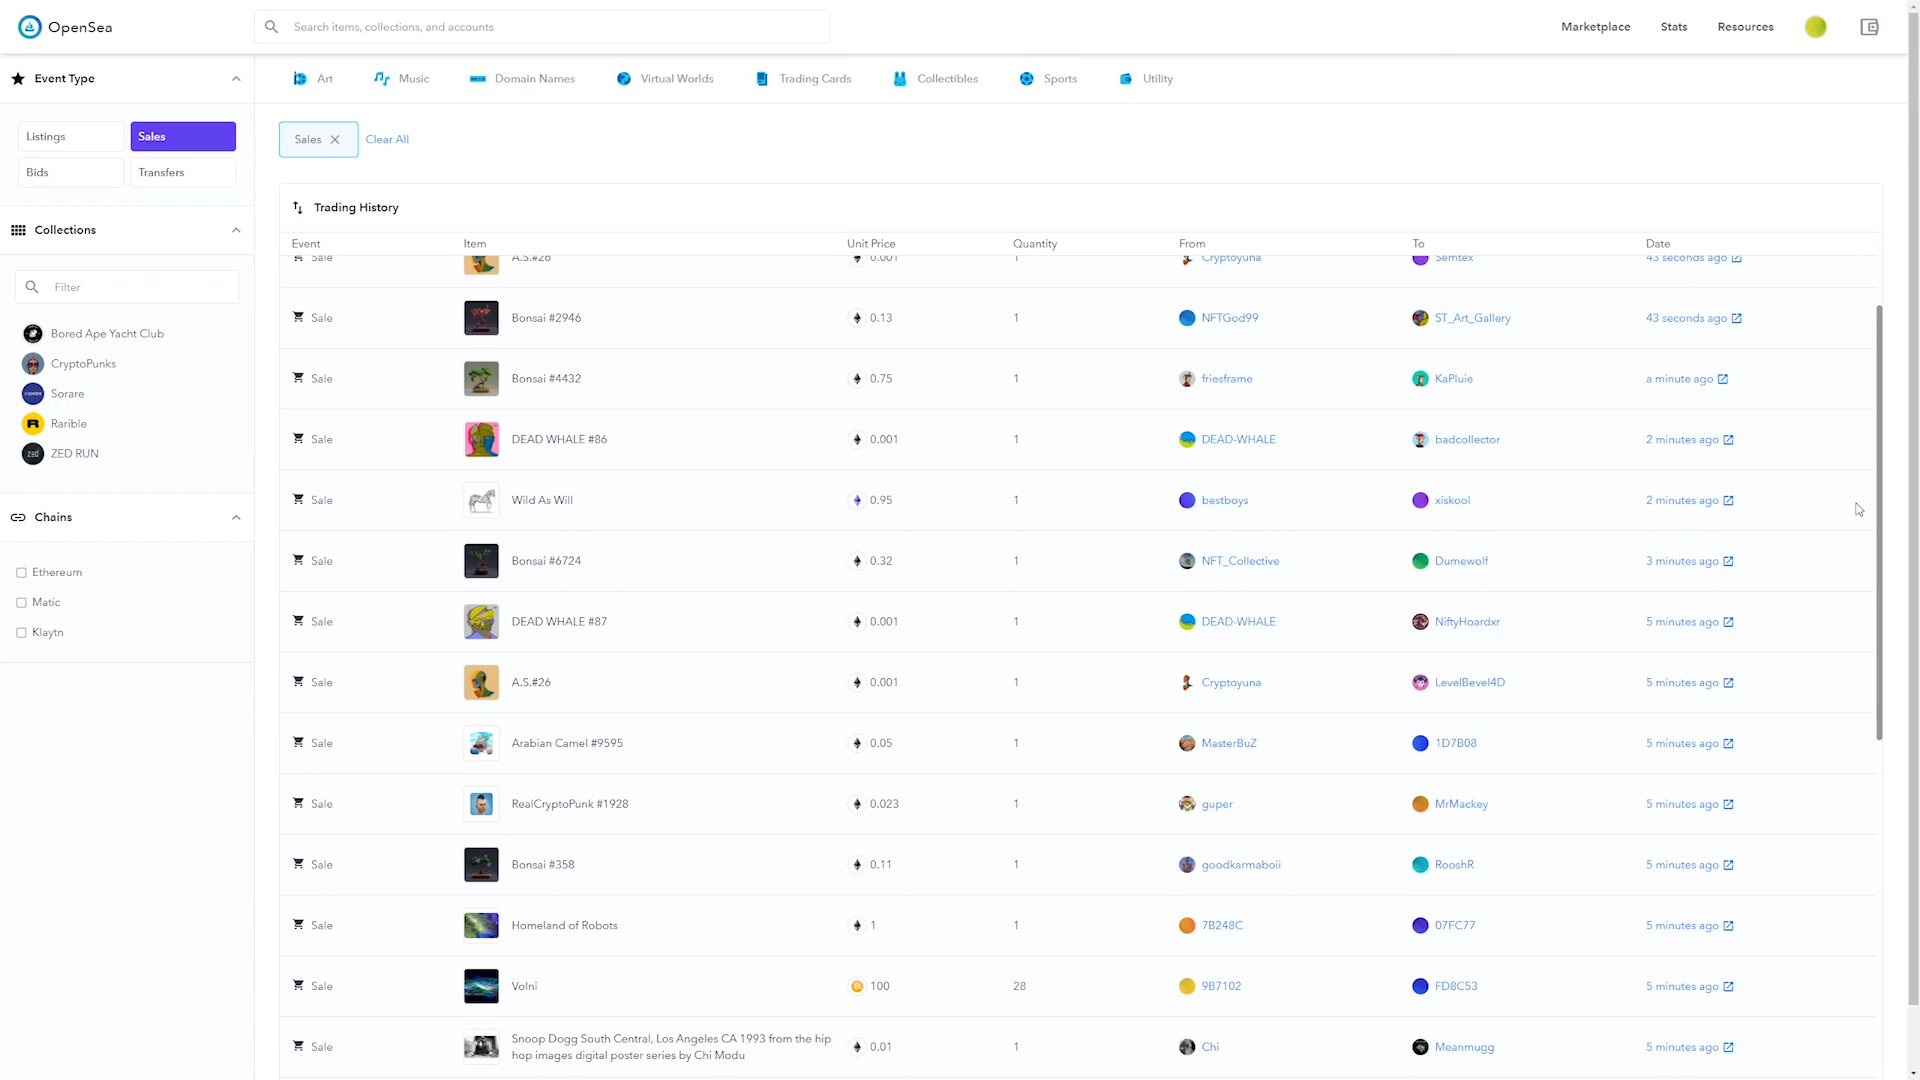 OpenSea
Search items, collections, and accounts
Marketplace
Stats
Resources
Event Type
Art
Music
Domain Names
Virtual Worlds
Trading Cards
Collectibles
Sports
Utility
Listings
Sales
Bids
Transfers
Sales
Clear All
Collections
Filter
Bored Ape Yacht Club
CryptoPunks
Sorare
Rarible
ZED RUN
Chains
Ethereum
Matic
Klaytn
Trading History
Event Item Unit Price Quantity From To Date
Sale A.S.#26 0.001 1 Cryptoyuna Semtex 43 seconds ago
Sale Bonsai #2946 0.13 1 NFTGod99 ST_Art_Gallery 43 seconds ago
Sale Bonsai #4432 0.75 1 friesframe KaPluie a minute ago
Sale DEAD WHALE #86 0.001 1 DEAD-WHALE badcollector 2 minutes ago
Sale Wild As Will 0.95 1 bestboys xiskool 2 minutes ago
Sale Bonsai #6724 0.32 1 NFT_Collective Dumewolf 3 minutes ago
Sale DEAD WHALE #87 0.001 1 DEAD-WHALE NiftyHoardxr 5 minutes ago
Sale A.S.#26 0.001 1 Cryptoyuna LevelBevel4D 5 minutes ago
Sale Arabian Camel #9595 0.05 1 MasterBuZ 1D7B08 5 minutes ago
Sale RealCryptoPunk #1928 0.023 1 guper MrMackey 5 minutes ago
Sale Bonsai #358 0.11 1 goodkarmaboii RooshR 5 minutes ago
Sale Homeland of Robots 1 1 7B248C 07FC77 5 minutes ago
Sale Volni 100 28 9B7102 FD8C53 5 minutes ago
Sale Snoop Dogg South Central, Los Angeles CA 1993 from the hip 0.01 1 Chi Meanmugg 5 minutes ago
hop images digital poster series by Chi Modu